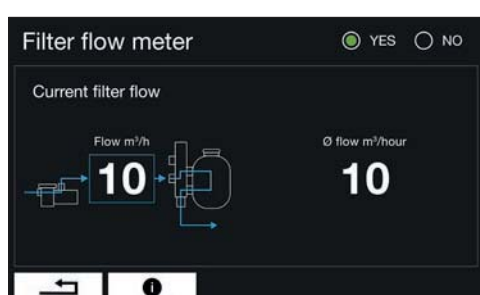 Filter flow meter
YES NO
Current filter flow
Flow m³/h
10
Ø flow m³/hour
10